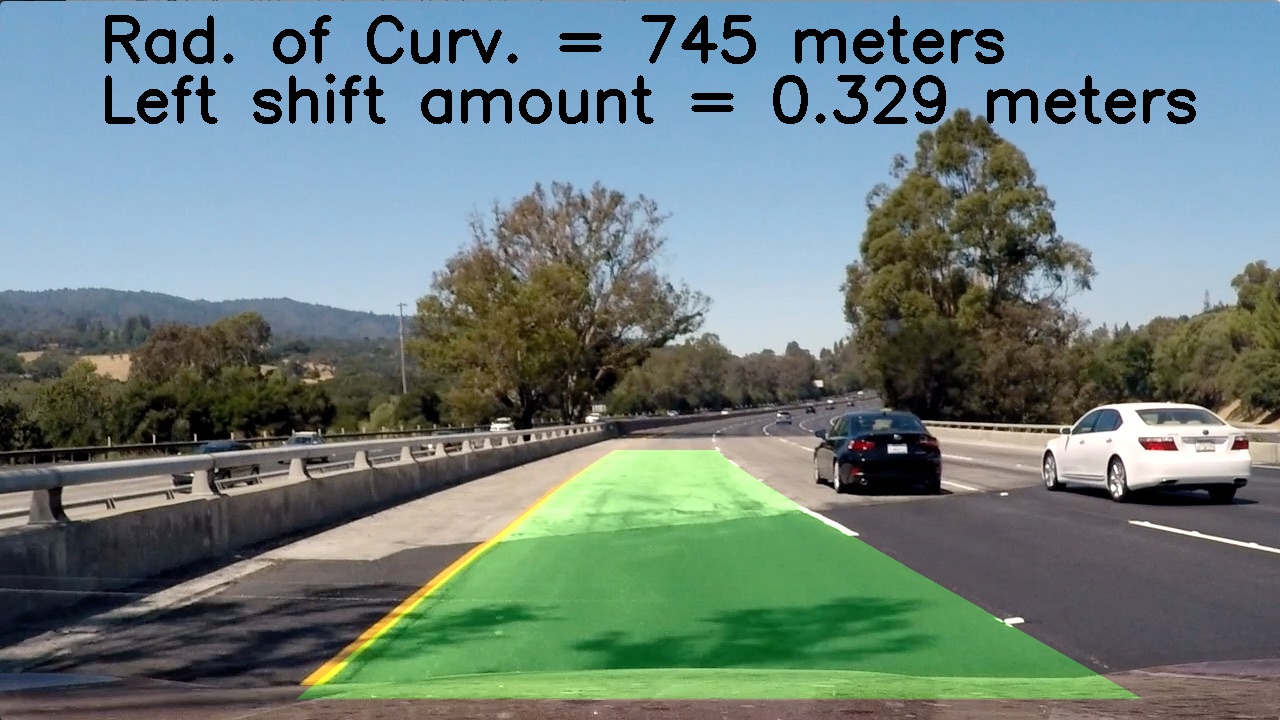 Rad. of Curv. = 745 meters
Left shift amount = 0.329 meters